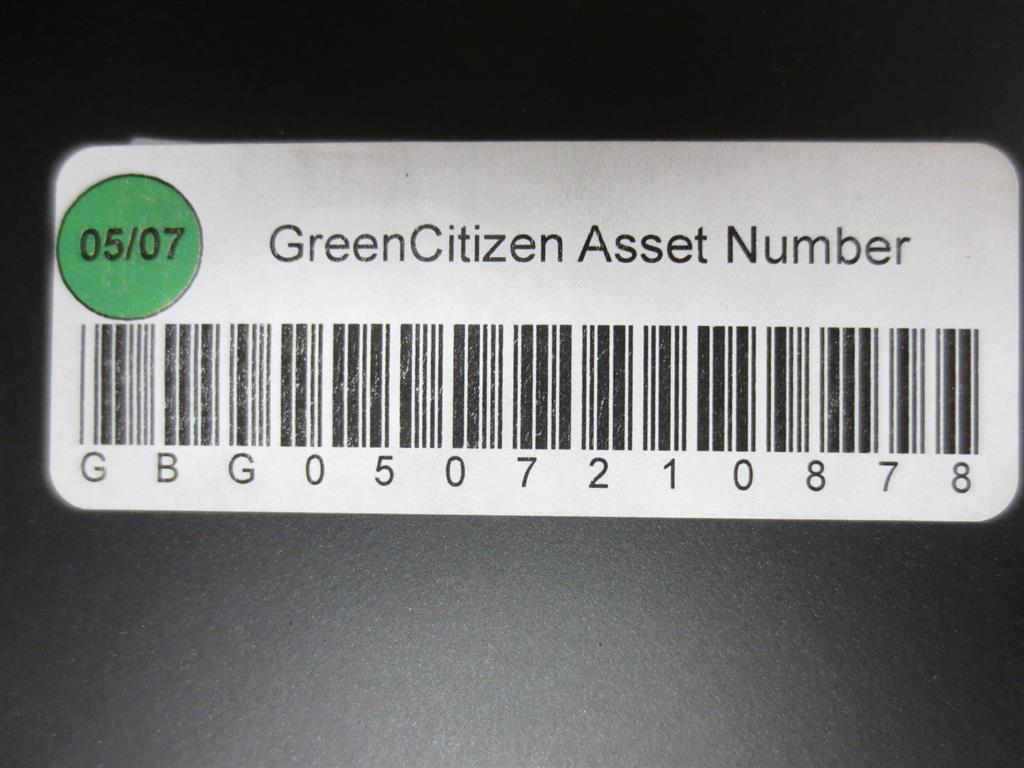 05/07
GreenCitizen Asset Number
G B G 0 5 0 7 2 1 0 8 7 8